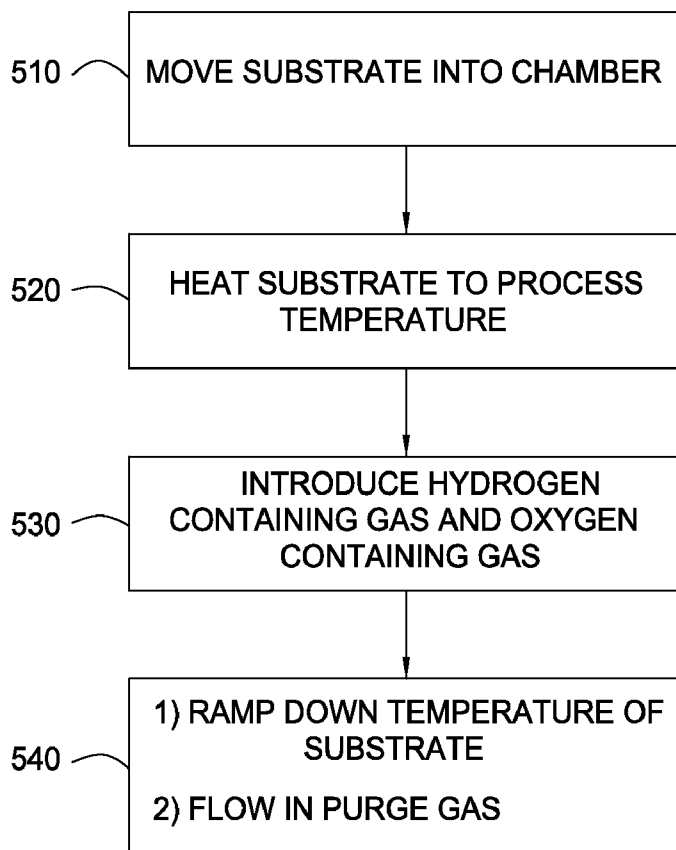 510
MOVE SUBSTRATE INTO CHAMBER
520
HEAT SUBSTRATE TO PROCESS
TEMPERATURE
530
INTRODUCE HYDROGEN
CONTAINING GAS AND OXYGEN
CONTAINING GAS
540
1) RAMP DOWN TEMPERATURE OF
SUBSTRATE
2) FLOW IN PURGE GAS